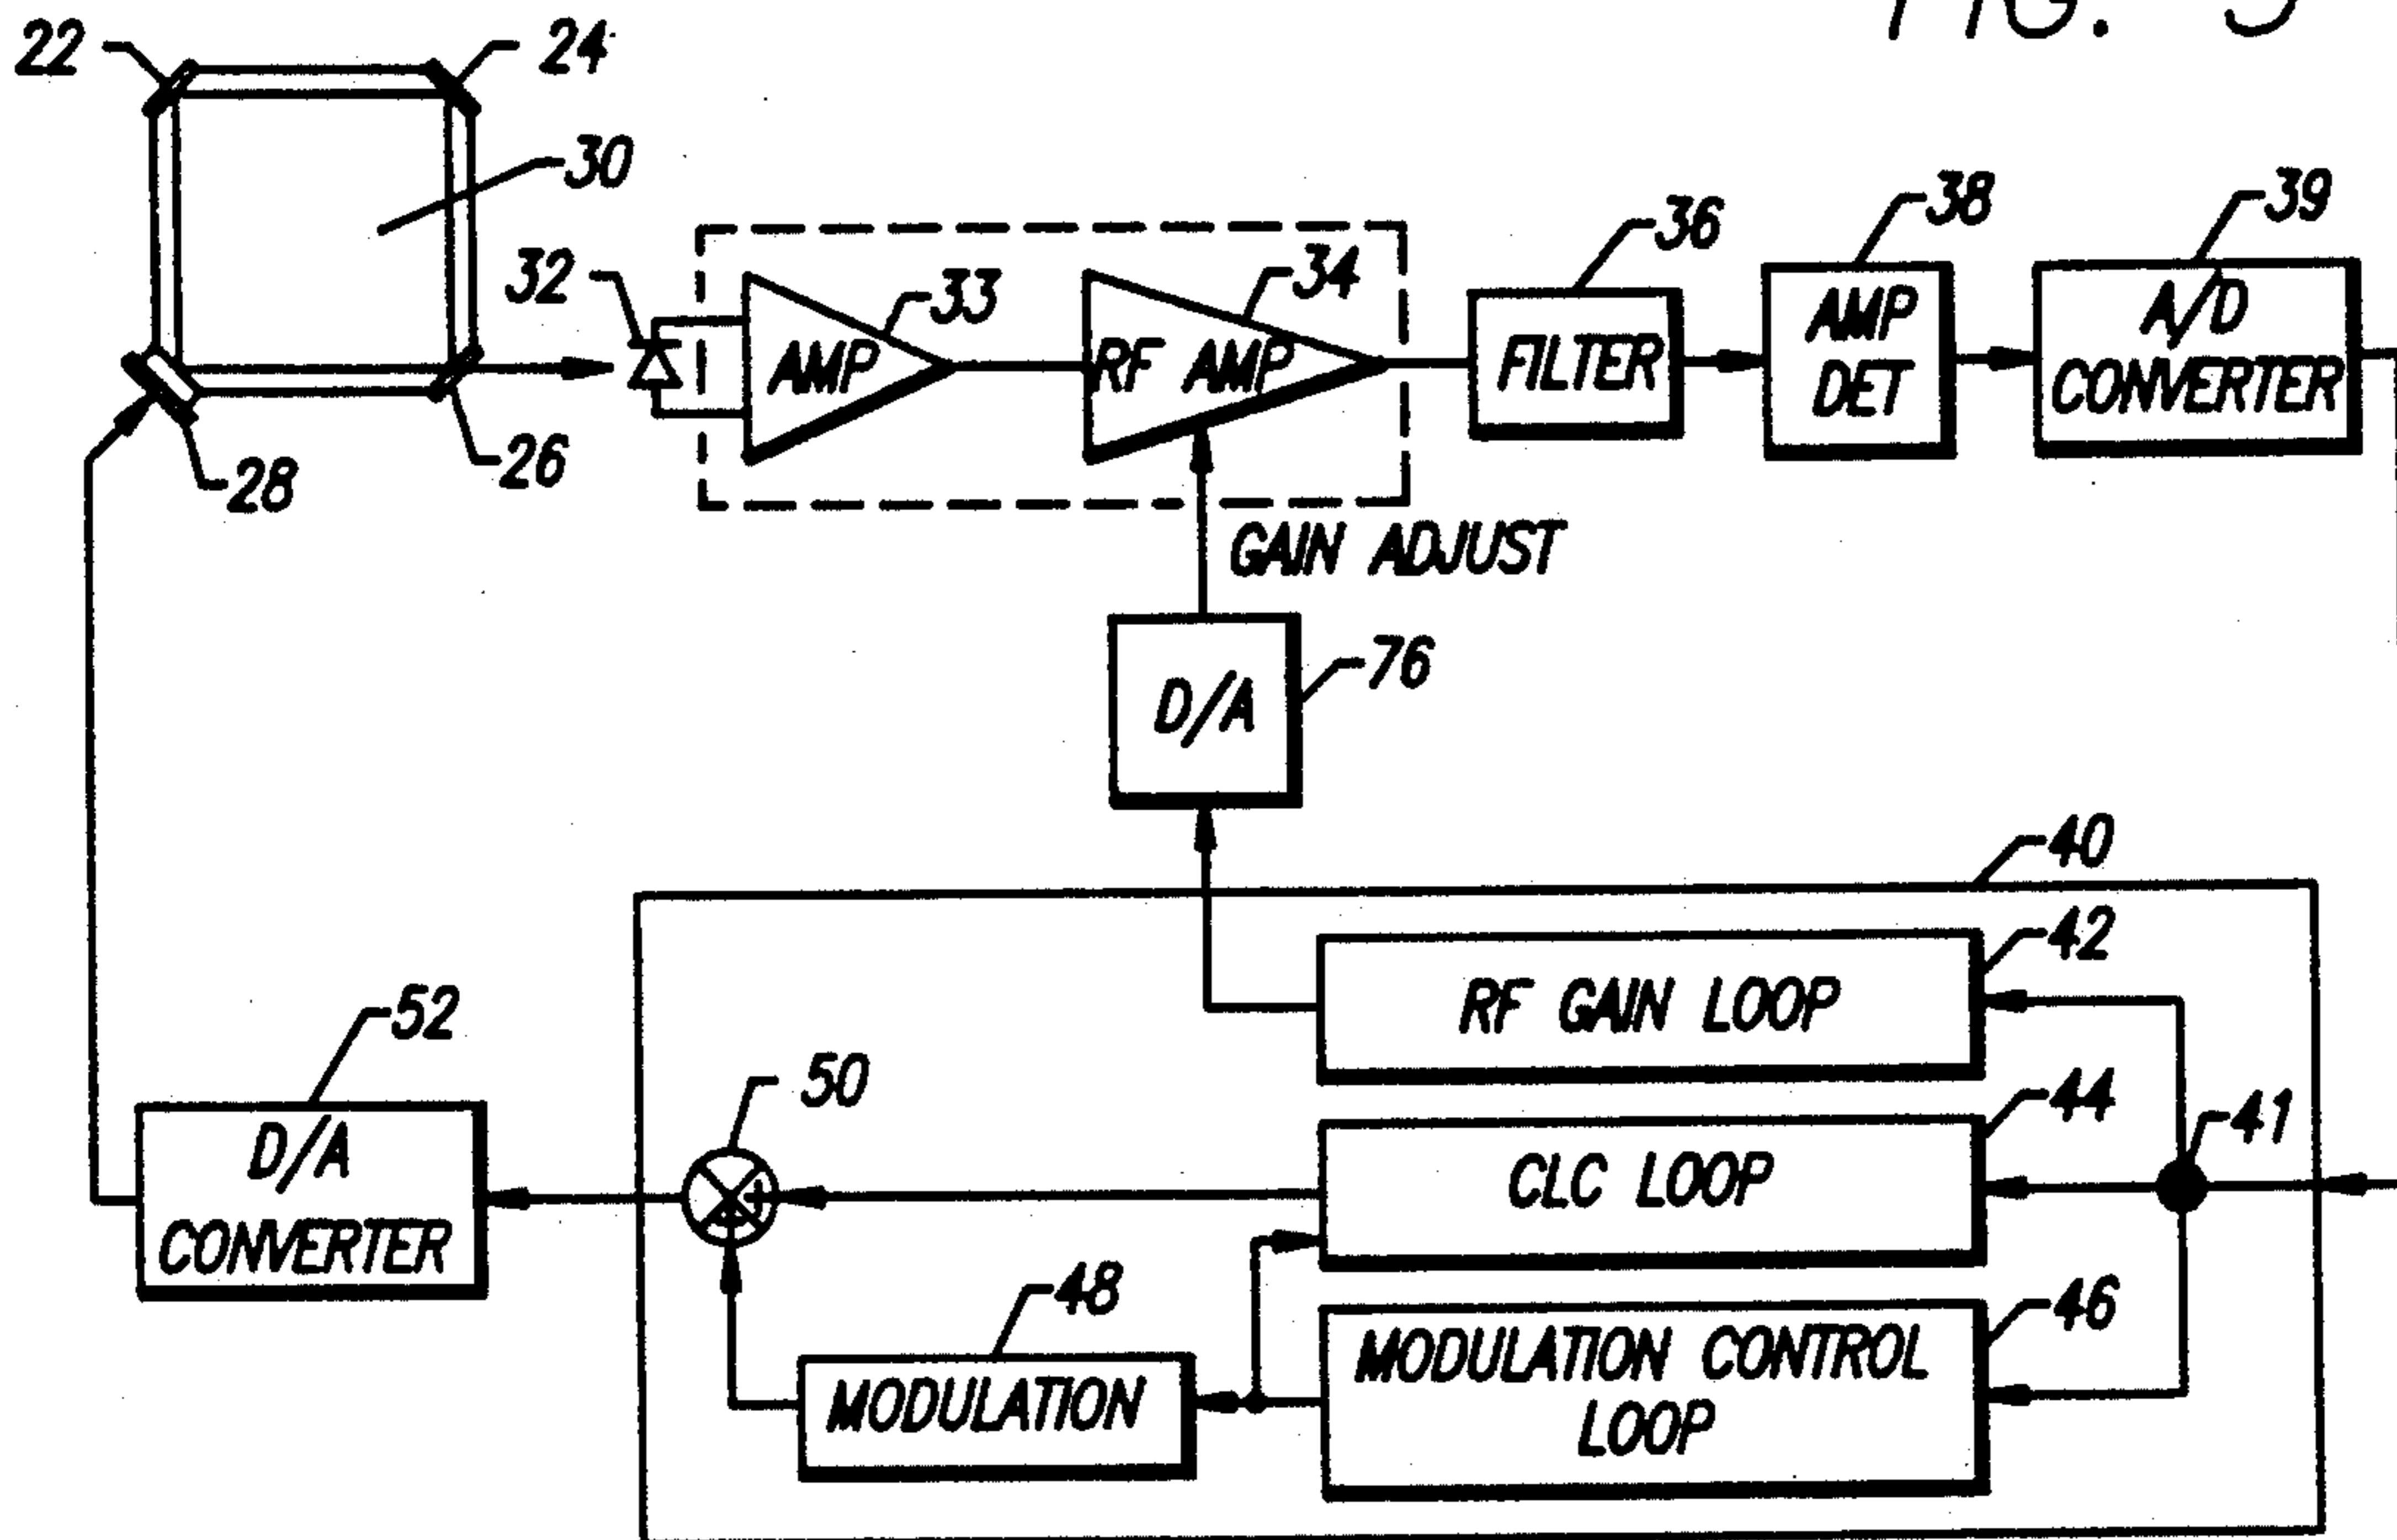 FIG. 3
22
24
30
32
33
34
36
38
39
AMP
RF AMP
FILTER
AMP
DET
A/D
CONVERTER
28
26
GAIN ADJUST
D/A
76
40
42
RF GAIN LOOP
52
50
44
41
D/A
CONVERTER
CLC LOOP
48
46
MODULATION
MODULATION CONTROL
LOOP